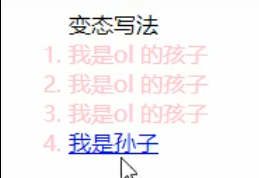 变态写法
1. 我是ol 的孩子
2. 我是ol 的孩子
3. 我是ol 的孩子
4. 我是孙子